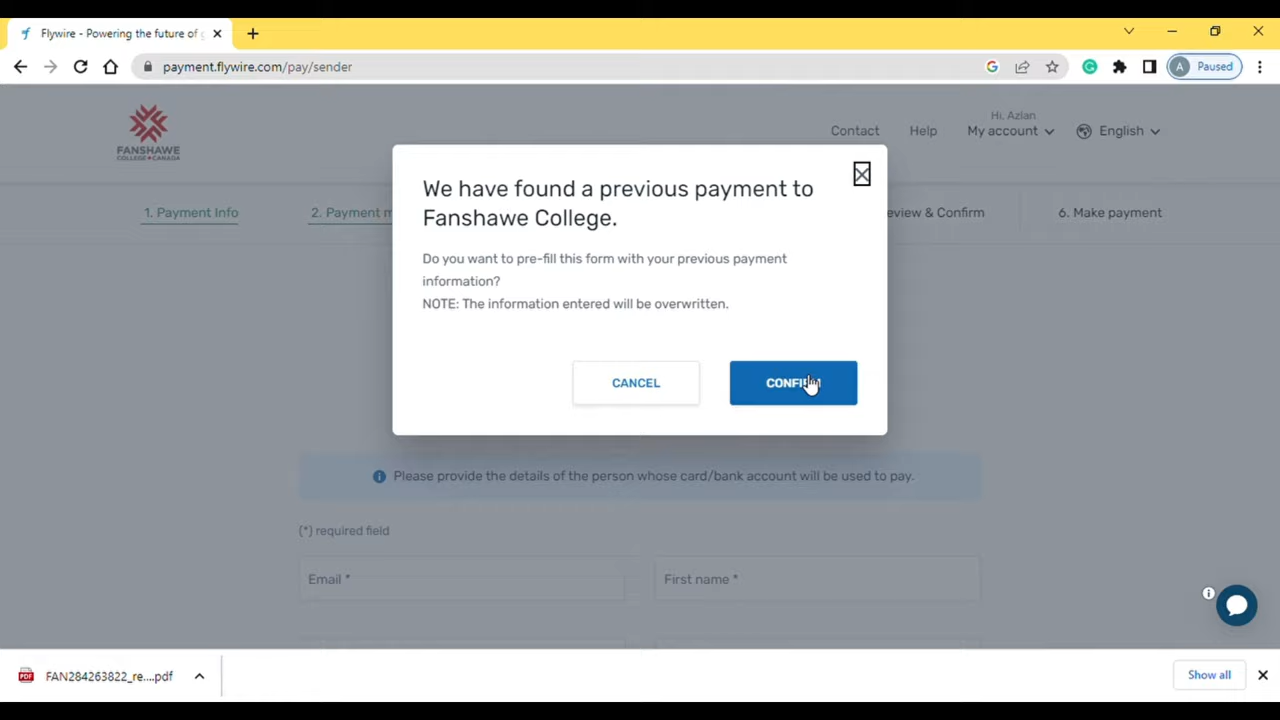 Flywire - Powering the future of g
payment.flywire.com/pay/sender
A Paused
FANSHAWE
COLLEGE CANADA
Contact
Help
Hi, Azlan
My account
English
1. Payment Info
2. Payment m
eview & Confirm
6. Make payment
We have found a previous payment to
Fanshawe College.
Do you want to pre-fill this form with your previous payment
information?
NOTE: The information entered will be overwritten.
CANCEL
CONFIRM
Please provide the details of the person whose card/bank account will be used to pay.
(*) required field
Email *
First name *
FAN284263822_re....pdf
Show all